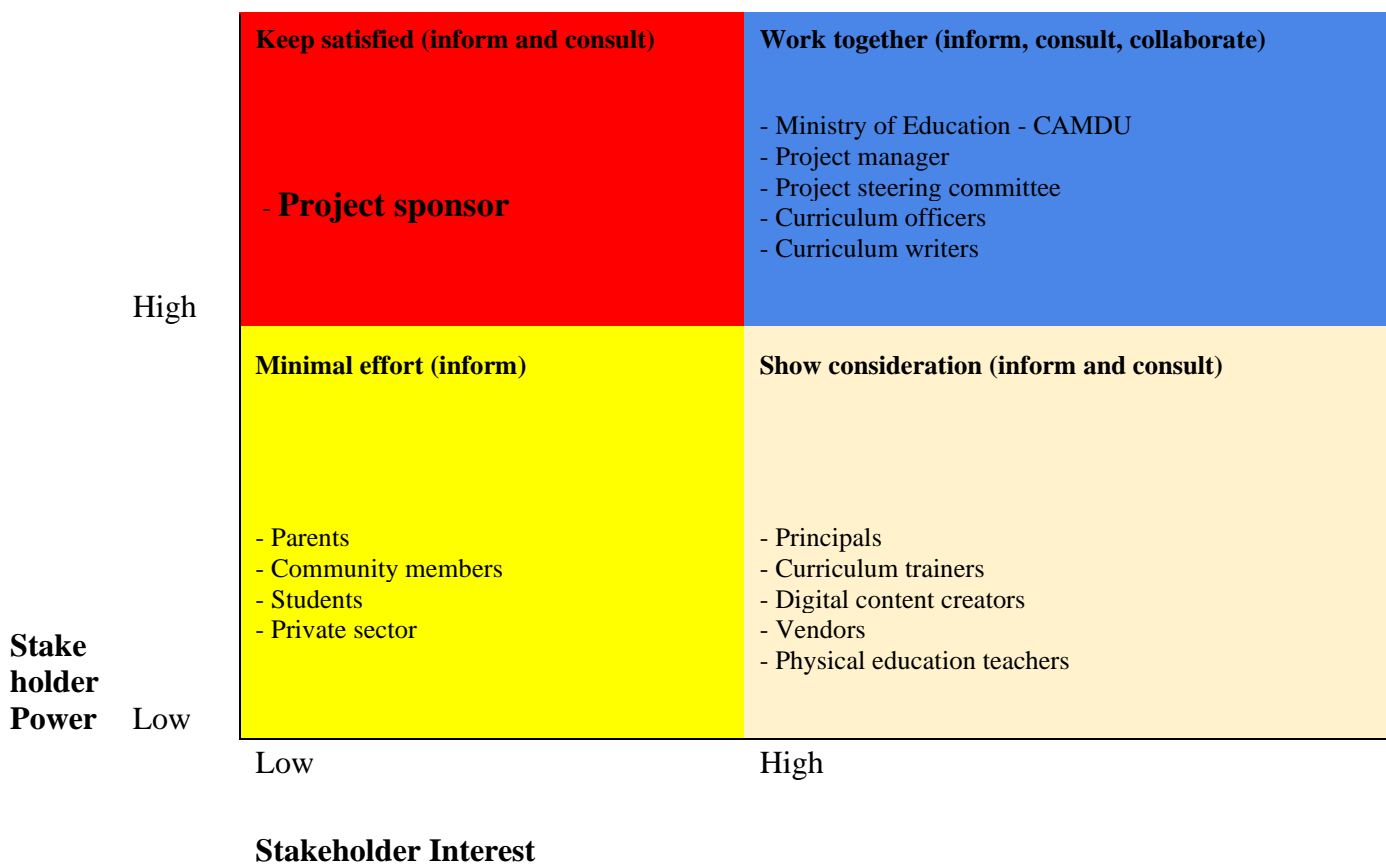 Keep satisfied (inform and consult)
- Project sponsor
Work together (inform, consult, collaborate)
- Ministry of Education - CAMDU
- Project manager
- Project steering committee
- Curriculum officers
- Curriculum writers
High
Minimal effort (inform)
- Parents
- Community members
- Students
- Private sector
Show consideration (inform and consult)
- Principals
- Curriculum trainers
- Digital content creators
- Vendors
- Physical education teachers
Stake
holder
Power
Low
Low
High
Stakeholder Interest